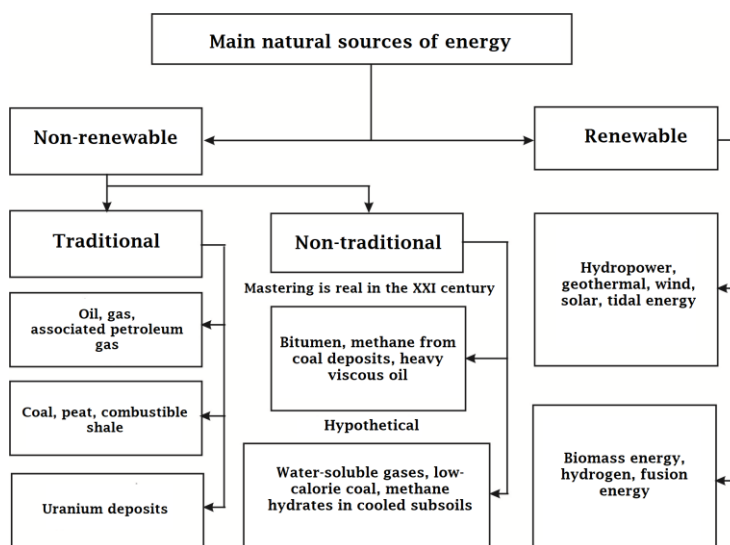 Main natural sources of energy
Non-renewable
Renewable
Traditional
Non-traditional
Mastering is real in the XXI century
Oil, gas,
associated petroleum
gas
Bitumen, methane from
coal deposits, heavy
viscous oil
Hydropower,
geothermal, wind,
solar, tidal energy
Coal, peat, combustible
shale
Hypothetical
Uranium deposits
Water-soluble gases, low-
calorie coal, methane
hydrates in cooled subsoils
Biomass energy,
hydrogen, fusion
energy